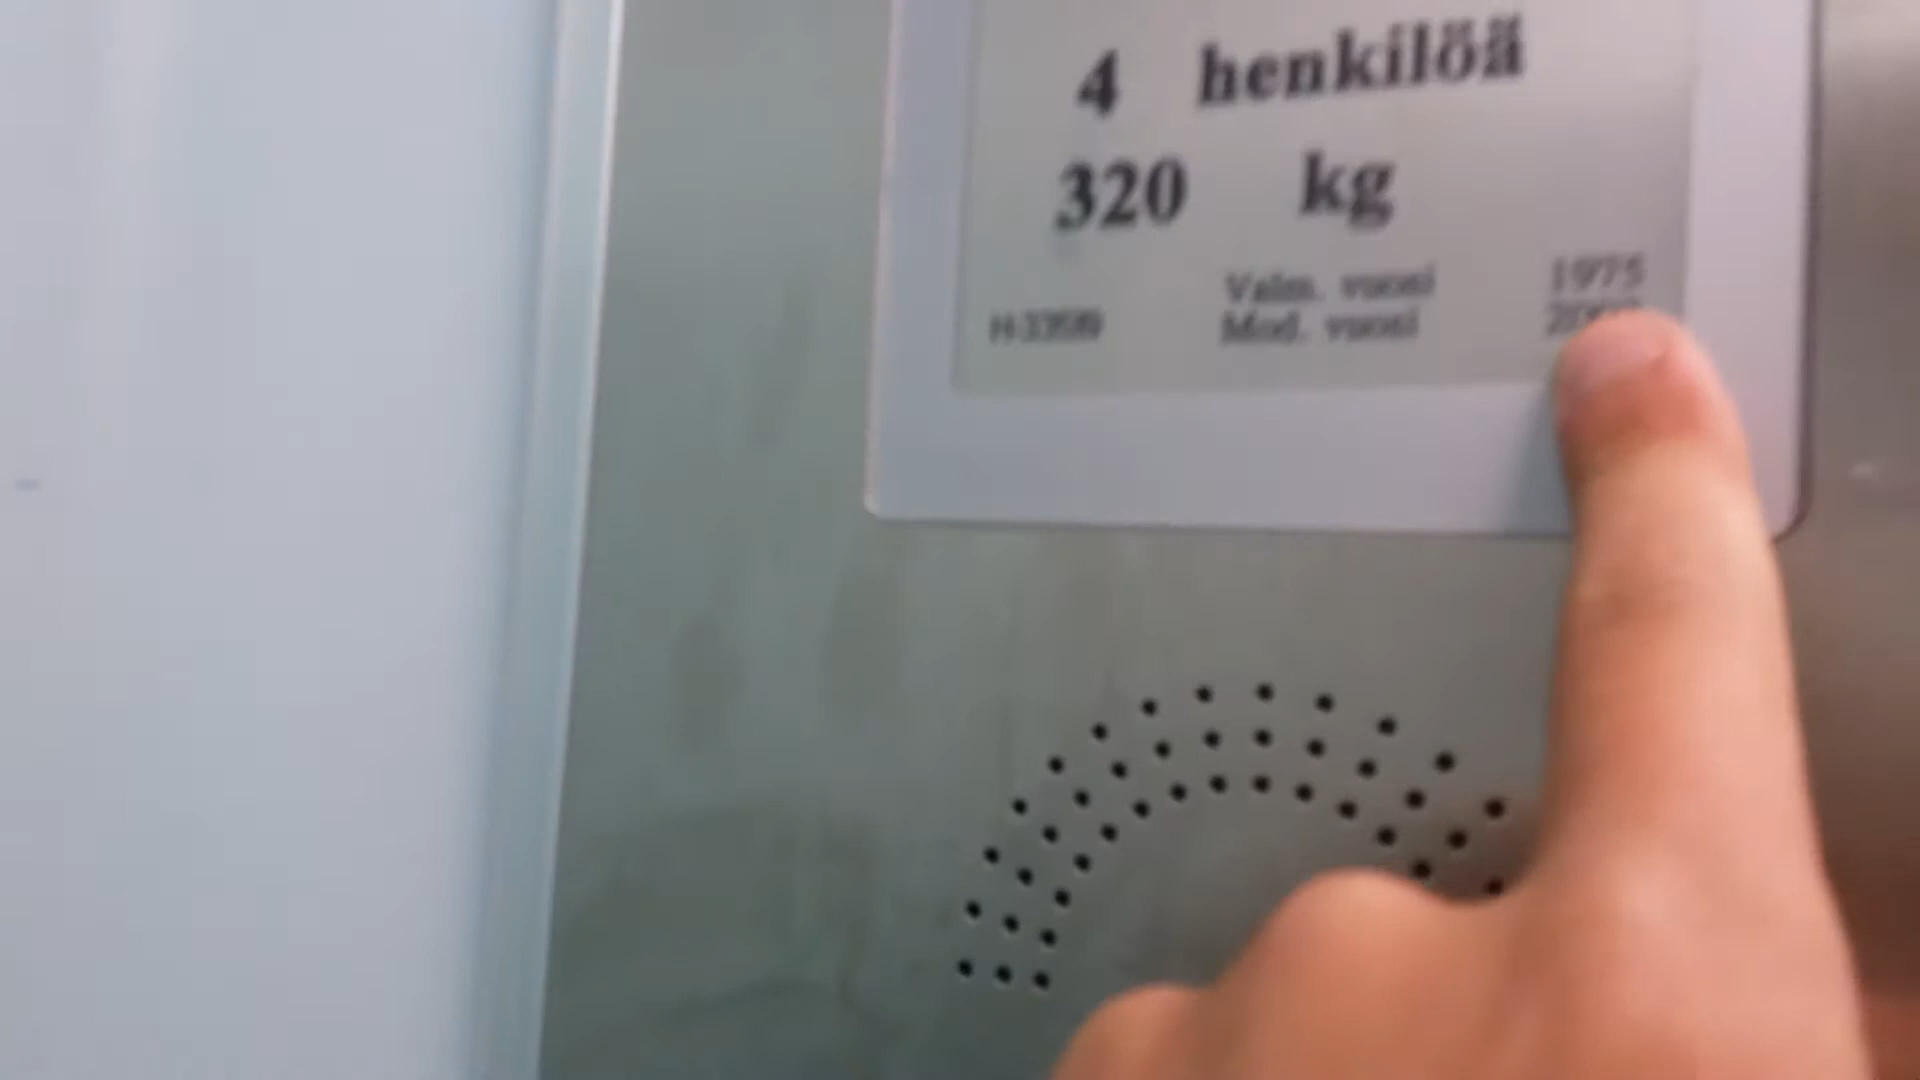 4 henkilöä
320 kg
Valm. vuosi 1975
Mod. vuosi